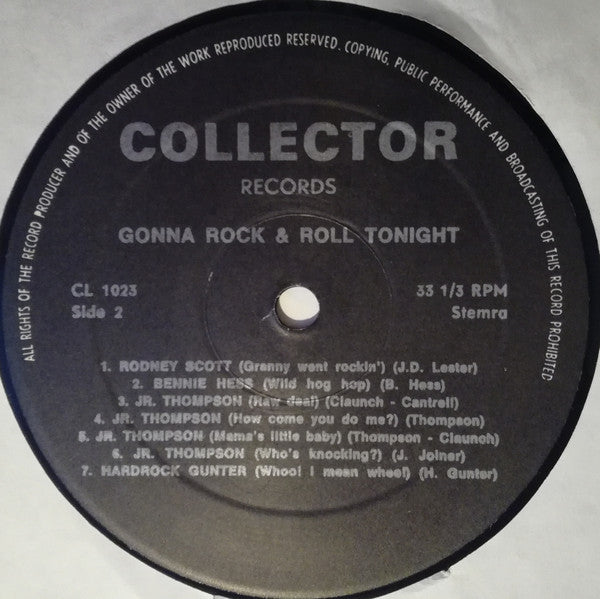 ALL RIGHTS OF THE RECORD PRODUCER AND OF THE OWNER OF THE WORK REPRODUCED RESERVED. COPYING, PUBLIC PERFORMANCE AND BROADCASTING OF THIS RECORD PROHIBITED
COLLECTOR
RECORDS
GONNA ROCK & ROLL TONIGHT
CL 1023 33 1/3 RPM
Side 2 Stemra
1. RODNEY SCOTT (Granny went rockin') (J.D. Lester)
2. BENNIE HESS (Wild hog hop) (B. Hess)
3. JR. THOMPSON (Raw deal) (Claunch - Cantrell)
4. JR. THOMPSON (How come you do me?) (Thompson)
5. JR. THOMPSON (Mama's little baby) (Thompson - Claunch)
6. JR. THOMPSON (Who's knocking?) (J. Joiner)
7. HARDROCK GUNTER (Whoo! I mean whee!) (H. Gunter)